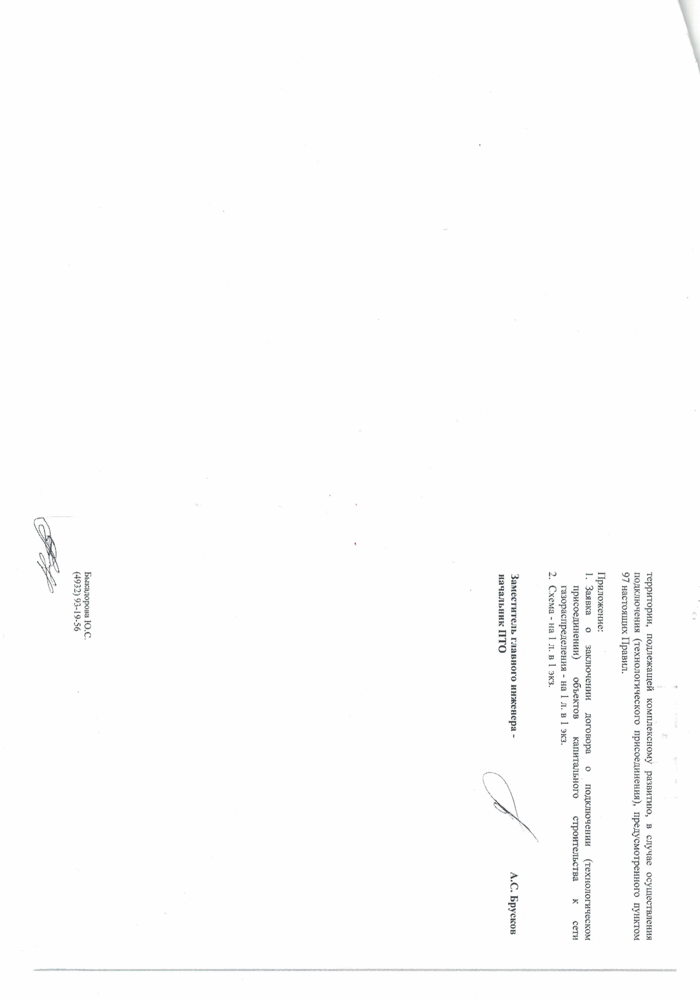 территории, подлежащей комплексному развитию, в случае осуществления
подключения (технологического присоединения), предусмотренного пунктом
97 настоящих Правил.
Приложение:
1. Заявка о заключении договора о подключении (технологическом
присоединении) объектов капитального строительства к сети
газораспределения - на 1 л. в 1 экз.
2. Схема - на 1 л. в 1 экз.
Заместитель главного инженера -
начальник ПТО
А.С. Брусков
Быкадорова Ю.С.
(4932) 93-19-56